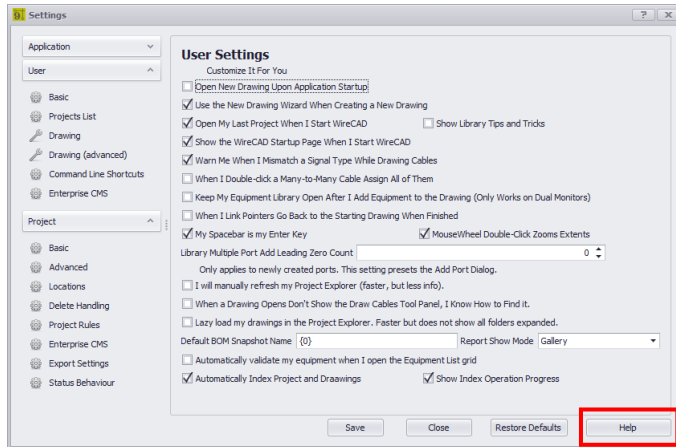 Settings
Application
User
Basic
Projects List
Drawing
Drawing (advanced)
Command Line Shortcuts
Enterprise CMS
Project
Basic
Advanced
Locations
Delete Handling
Project Rules
Enterprise CMS
Export Settings
Status Behaviour
User Settings
Customize It For You
Open New Drawing Upon Application Startup
Use the New Drawing Wizard When Creating a New Drawing
Open My Last Project When I Start WireCAD Show Library Tips and Tricks
Show the WireCAD Startup Page When I Start WireCAD
Warn Me When I Mismatch a Signal Type While Drawing Cables
When I Double-click a Many-to-Many Cable Assign All of Them
Keep My Equipment Library Open After I Add Equipment to the Drawing (Only Works on Dual Monitors)
When I Link Pointers Go Back to the Starting Drawing When Finished
My Spacebar is my Enter Key MouseWheel Double-Click Zooms Extents
Library Multiple Port Add Leading Zero Count 0
Only applies to newly created ports. This setting presets the Add Port Dialog.
I will manually refresh my Project Explorer (faster, but less info).
When a Drawing Opens Don't Show the Draw Cables Tool Panel, I Know How to Find it.
Lazy load my drawings in the Project Explorer. Faster but does not show all folders expanded.
Default BOM Snapshot Name {0} Report Show Mode Gallery
Automatically validate my equipment when I open the Equipment List grid
Automatically Index Project and Draawings Show Index Operation Progress
Save Close Restore Defaults Help